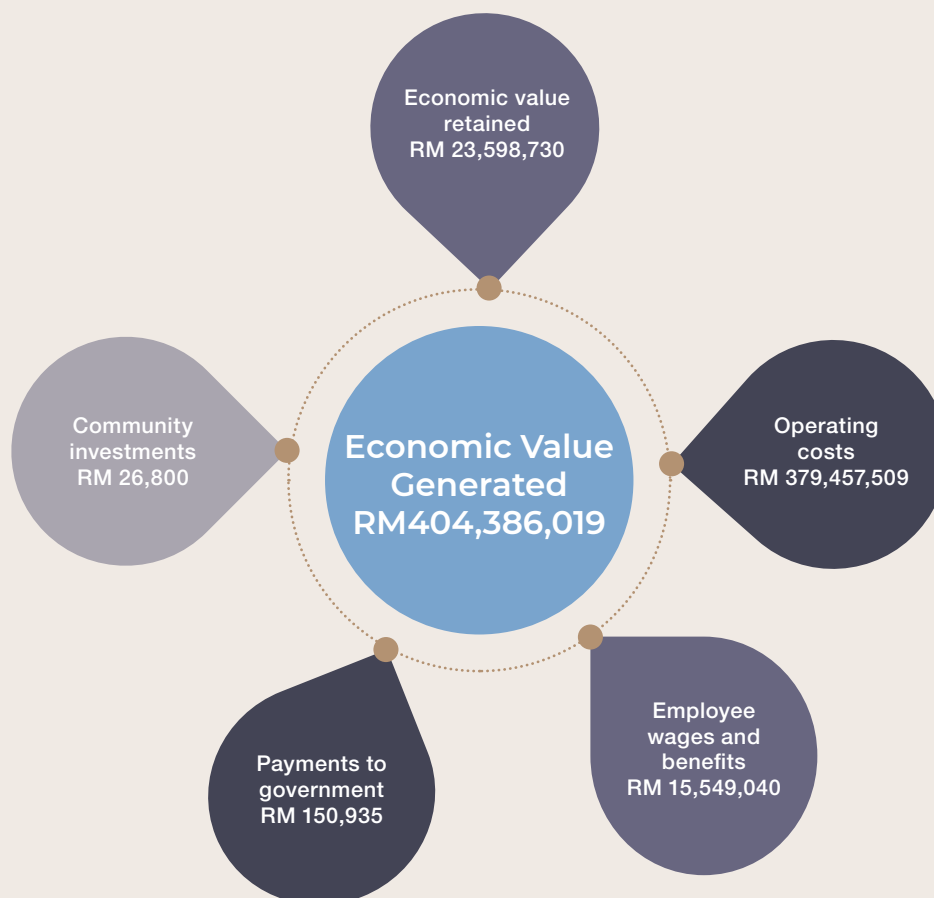 Economic value
retained
RM 23,598,730
Community
investments
RM 26,800
Economic Value
Generated
RM404,386,019
Operating
costs
RM 379,457,509
Payments to
government
RM 150,935
Employee
wages and
benefits
RM 15,549,040